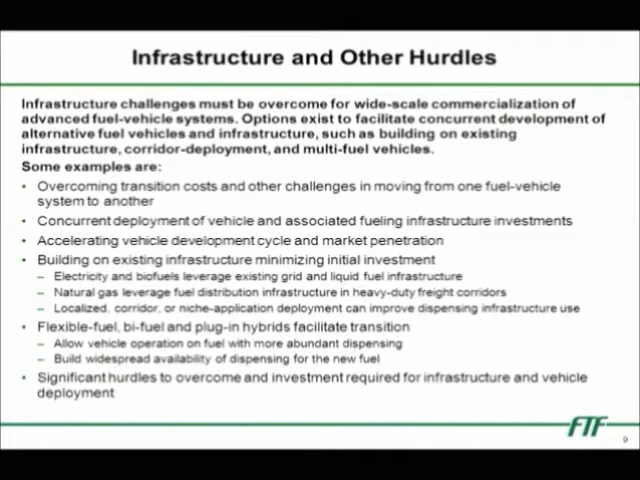 Infrastructure and Other Hurdles
Infrastructure challenges must be overcome for wide-scale commercialization of
advanced fuel-vehicle systems. Options exist to facilitate concurrent development of
alternative fuel vehicles and infrastructure, such as building on existing
infrastructure, corridor-deployment, and multi-fuel vehicles.
Some examples are:
• Overcoming transition costs and other challenges in moving from one fuel-vehicle
system to another
• Concurrent deployment of vehicle and associated fueling infrastructure investments
• Accelerating vehicle development cycle and market penetration
• Building on existing infrastructure minimizing initial investment
– Electricity and biofuels leverage existing grid and liquid fuel infrastructure
– Natural gas leverage fuel distribution infrastructure in heavy-duty freight corridors
– Localized, corridor, or niche-application deployment can improve dispensing infrastructure use
• Flexible-fuel, bi-fuel and plug-in hybrids facilitate transition
– Allow vehicle operation on fuel with more abundant dispensing
– Build widespread availability of dispensing for the new fuel
• Significant hurdles to overcome and investment required for infrastructure and vehicle
deployment
FTF
9